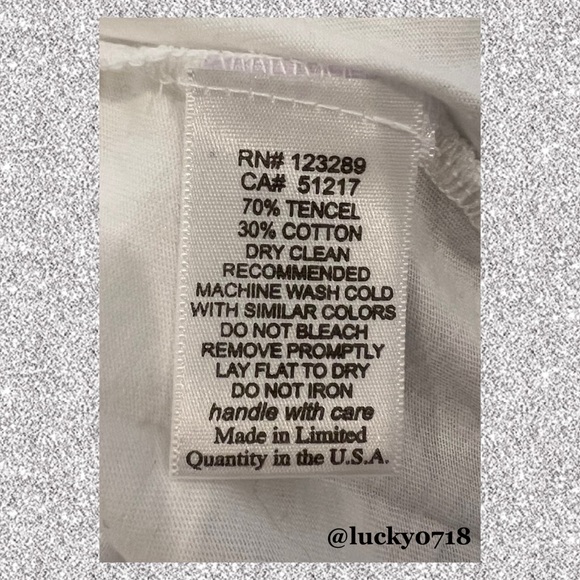 RN# 123289
CA# 51217
70% TENCEL
30% COTTON
DRY CLEAN
RECOMMENDED
MACHINE WASH COLD
WITH SIMILAR COLORS
DO NOT BLEACH
REMOVE PROMPTLY
LAY FLAT TO DRY
DO NOT IRON
handle with care
Made in Limited
Quantity in the U.S.A.
@lucky0718